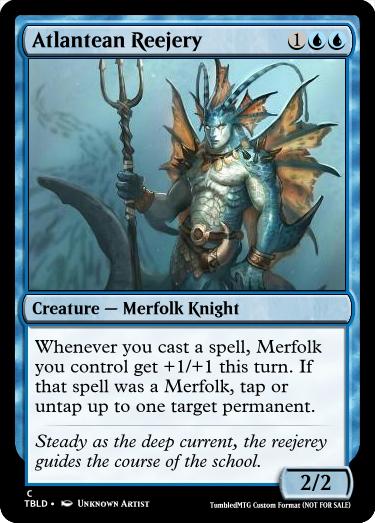 Atlantean Reejery 1
Creature — Merfolk Knight
Whenever you cast a spell, Merfolk
you control get +1/+1 this turn. If
that spell was a Merfolk, tap or
untap up to one target permanent.
Steady as the deep current, the reejerey
guides the course of the school.
2/2
C
TBLD • Unknown Artist
TumbledMTG Custom Format (NOT FOR SALE)